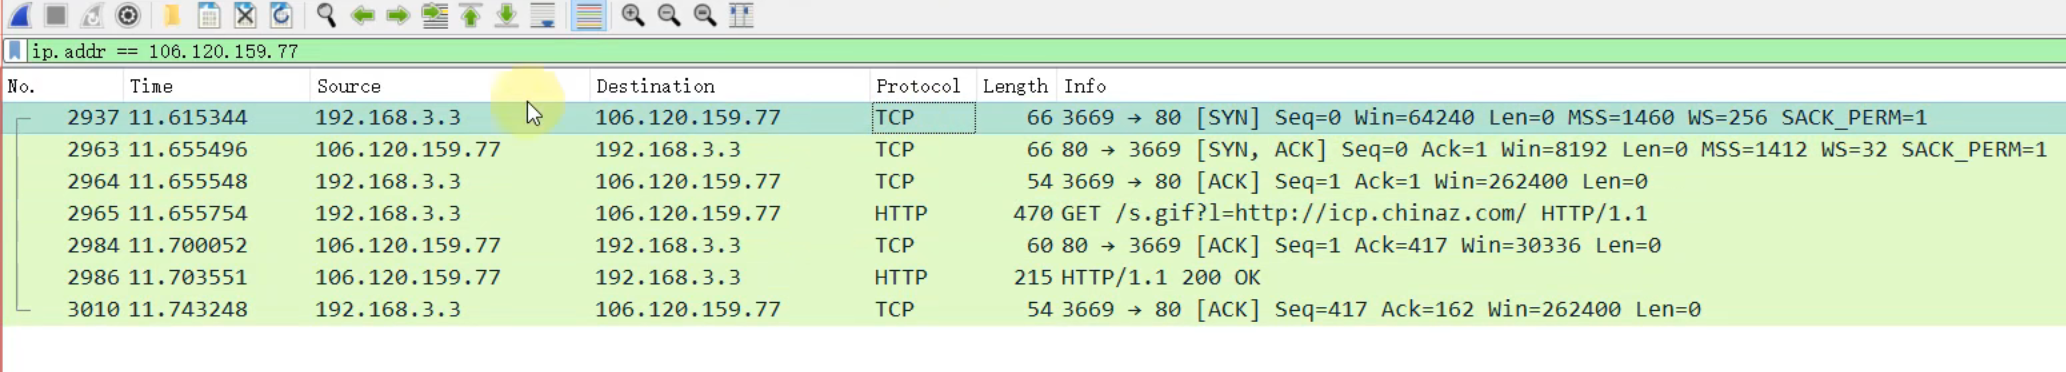 ip.addr == 106.120.159.77
No. Time Source Destination Protocol Length Info
2937 11.615344 192.168.3.3 106.120.159.77 TCP 66 3669 → 80 [SYN] Seq=0 Win=64240 Len=0 MSS=1460 WS=256 SACK_PERM=1
2963 11.655496 106.120.159.77 192.168.3.3 TCP 66 80 → 3669 [SYN, ACK] Seq=0 Ack=1 Win=8192 Len=0 MSS=1412 WS=32 SACK_PERM=1
2964 11.655548 192.168.3.3 106.120.159.77 TCP 54 3669 → 80 [ACK] Seq=1 Ack=1 Win=262400 Len=0
2965 11.655754 192.168.3.3 106.120.159.77 HTTP 470 GET /s.gif?l=http://icp.chinaz.com/ HTTP/1.1
2984 11.700052 106.120.159.77 192.168.3.3 TCP 60 80 → 3669 [ACK] Seq=1 Ack=417 Win=30336 Len=0
2986 11.703551 106.120.159.77 192.168.3.3 HTTP 215 HTTP/1.1 200 OK
3010 11.743248 192.168.3.3 106.120.159.77 TCP 54 3669 → 80 [ACK] Seq=417 Ack=162 Win=262400 Len=0